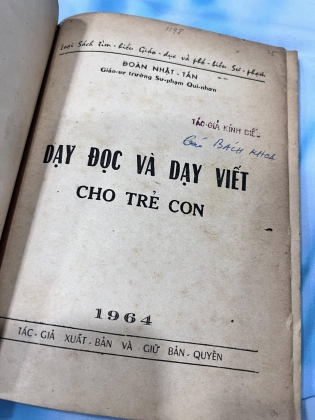 1198
Loại Sách tìm-hiểu Giáo-dục và phổ-biến Sư-phạm
ĐOÀN NHẬT-TẤN
Giáo-sư trường Sư-phạm Qui-nhơn
TÁC-GIẢ KÍNH BIẾ
BÁCH KHOA
DẠY ĐỌC VÀ DẠY VIẾT
CHO TRẺ CON
1964
TÁC-GIẢ XUẤT-BẢN VÀ GIỮ BẢN-QUYỀN